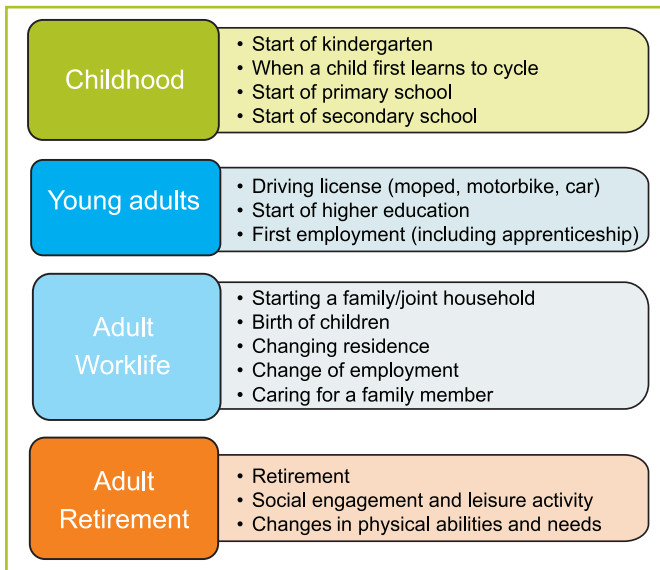 Childhood
• Start of kindergarten
• When a child first learns to cycle
• Start of primary school
• Start of secondary school
Young adults
• Driving license (moped, motorbike, car)
• Start of higher education
• First employment (including apprenticeship)
Adult
Worklife
• Starting a family/joint household
• Birth of children
• Changing residence
• Change of employment
• Caring for a family member
Adult
Retirement
• Retirement
• Social engagement and leisure activity
• Changes in physical abilities and needs